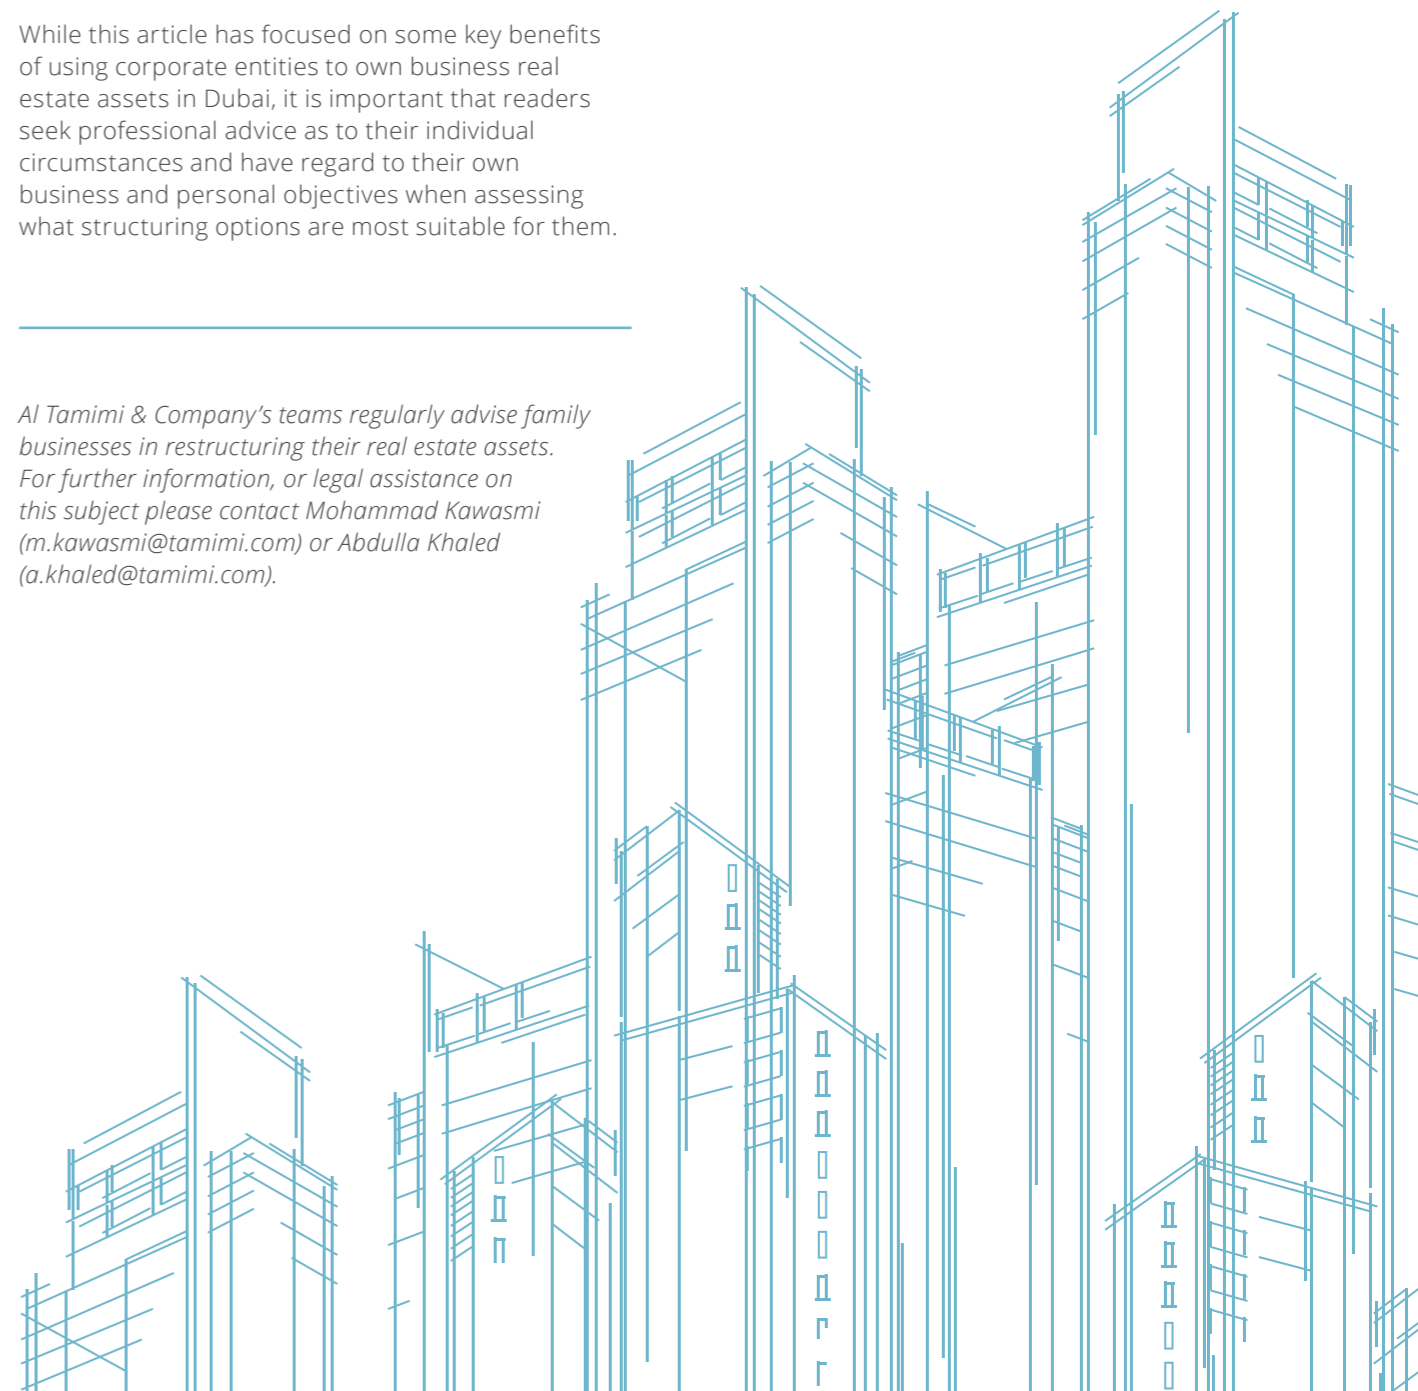 While this article has focused on some key benefits
of using corporate entities to own business real
estate assets in Dubai, it is important that readers
seek professional advice as to their individual
circumstances and have regard to their own
business and personal objectives when assessing
what structuring options are most suitable for them.
Al Tamimi & Company’s teams regularly advise family
businesses in restructuring their real estate assets.
For further information, or legal assistance on
this subject please contact Mohammad Kawasmi
(m.kawasmi@tamimi.com) or Abdulla Khaled
(a.khaled@tamimi.com).